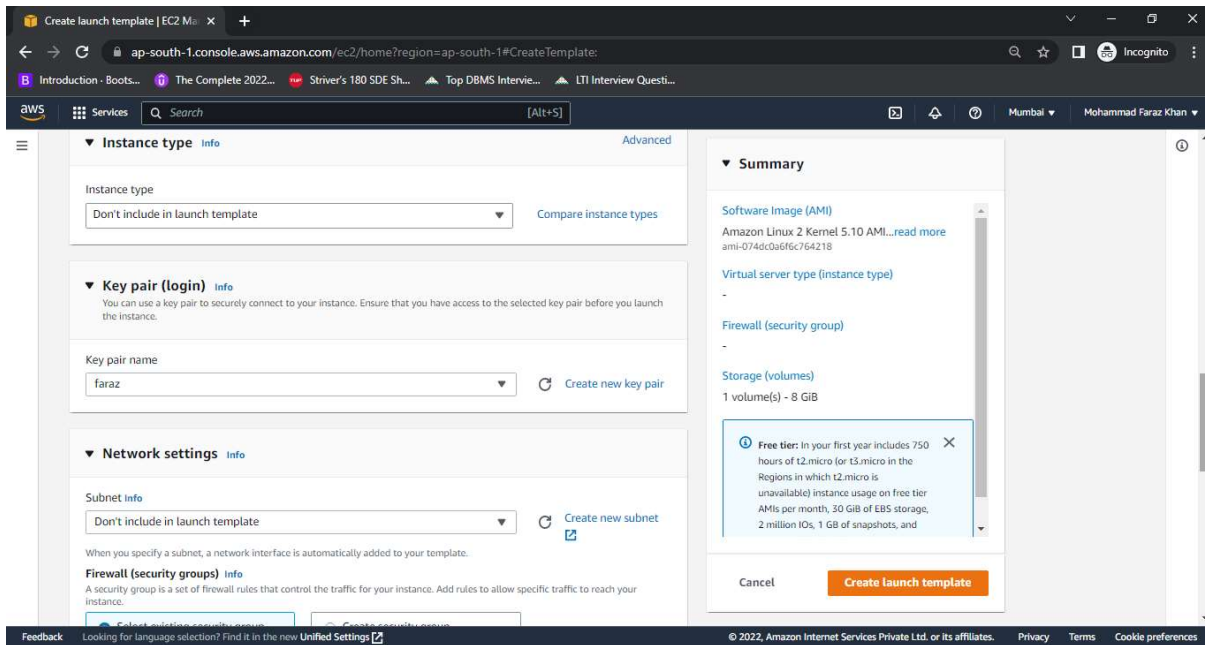 Create launch template | EC2 Ma
ap-south-1.console.aws.amazon.com/ec2/home?region=ap-south-1#CreateTemplate:
Incognito
B Introduction - Boots...
The Complete 2022...
Striver's 180 SDE Sh...
Top DBMS Intervie...
LTI Interview Questi...
aws
Services
Search
[Alt+S]
Mumbai
Mohammad Faraz Khan
Instance type Info
Advanced
Instance type
Don't include in launch template
Compare instance types
Key pair (login) Info
You can use a key pair to securely connect to your instance. Ensure that you have access to the selected key pair before you launch
the instance.
Key pair name
faraz
Create new key pair
Network settings Info
Subnet Info
Don't include in launch template
Create new subnet
When you specify a subnet, a network interface is automatically added to your template.
Firewall (security groups) Info
A security group is a set of firewall rules that control the traffic for your instance. Add rules to allow specific traffic to reach your
instance.
Select existing security group
Create security group
Summary
Software Image (AMI)
Amazon Linux 2 Kernel 5.10 AMI...read more
ami-074dc0a6f6c764218
Virtual server type (instance type)
-
Firewall (security group)
-
Storage (volumes)
1 volume(s) - 8 GiB
Free tier: In your first year includes 750
hours of t2.micro (or t3.micro in the
Regions in which t2.micro is
unavailable) instance usage on free tier
AMIs per month, 30 GiB of EBS storage,
2 million IOs, 1 GB of snapshots, and
Cancel
Create launch template
Feedback
Looking for language selection? Find it in the new Unified Settings
© 2022, Amazon Internet Services Private Ltd. or its affiliates.
Privacy
Terms
Cookie preferences